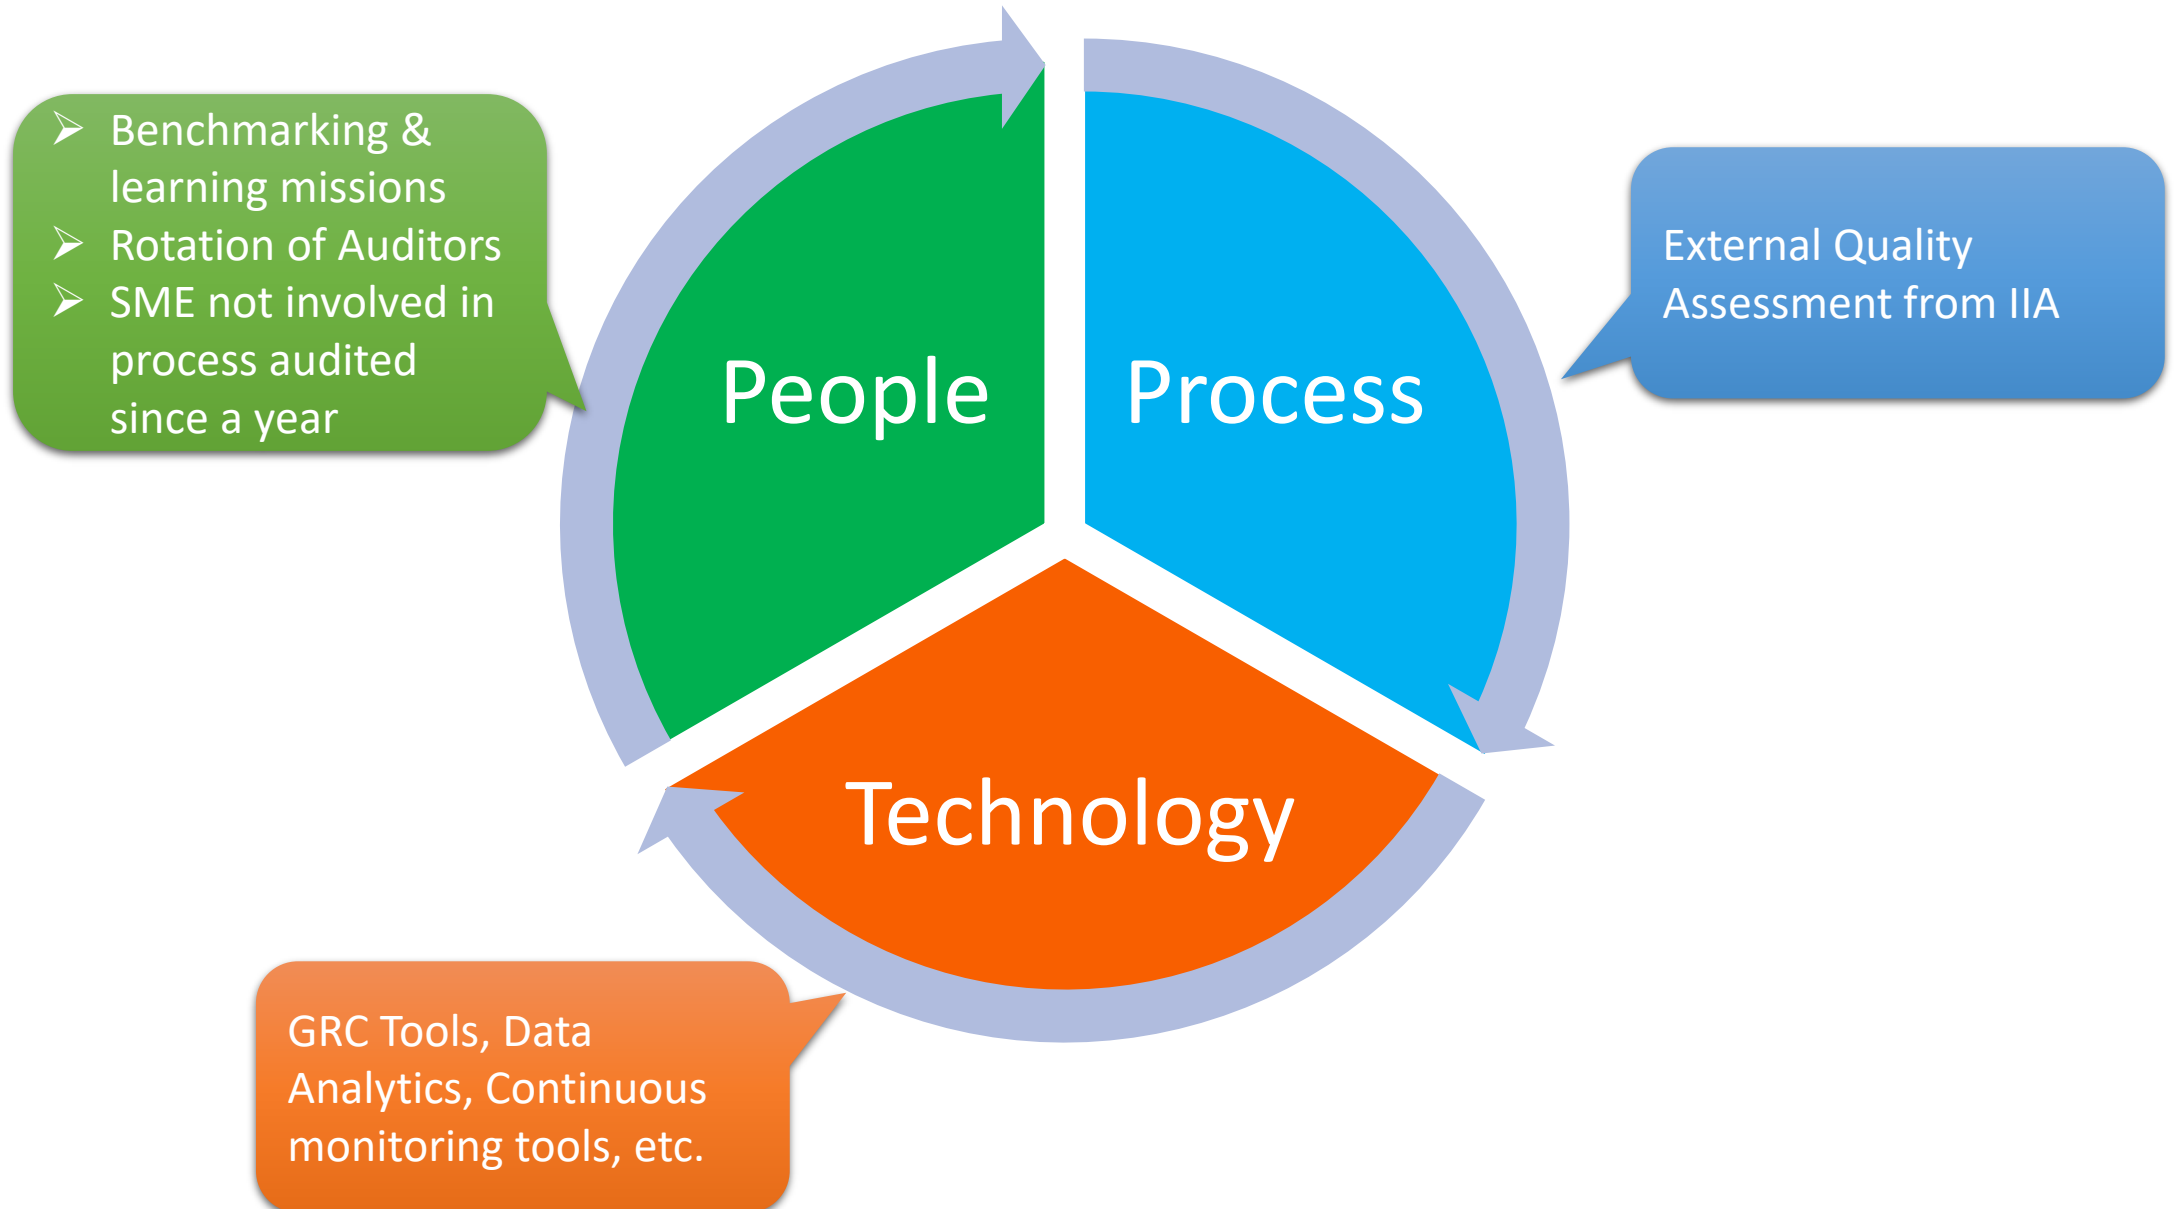 ➢ Benchmarking &
learning missions
➢ Rotation of Auditors
➢ SME not involved in
process audited
since a year
People
Process
External Quality
Assessment from IIA
Technology
GRC Tools, Data
Analytics, Continuous
monitoring tools, etc.